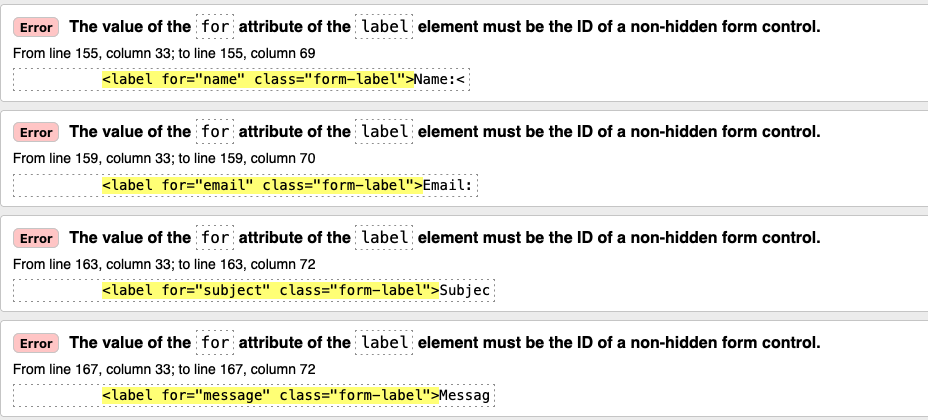 Error The value of the for attribute of the label element must be the ID of a non-hidden form control.
From line 155, column 33; to line 155, column 69
<label for="name" class="form-label">Name:<
Error The value of the for attribute of the label element must be the ID of a non-hidden form control.
From line 159, column 33; to line 159, column 70
<label for="email" class="form-label">Email:
Error The value of the for attribute of the label element must be the ID of a non-hidden form control.
From line 163, column 33; to line 163, column 72
<label for="subject" class="form-label">Subjec
Error The value of the for attribute of the label element must be the ID of a non-hidden form control.
From line 167, column 33; to line 167, column 72
<label for="message" class="form-label">Messag